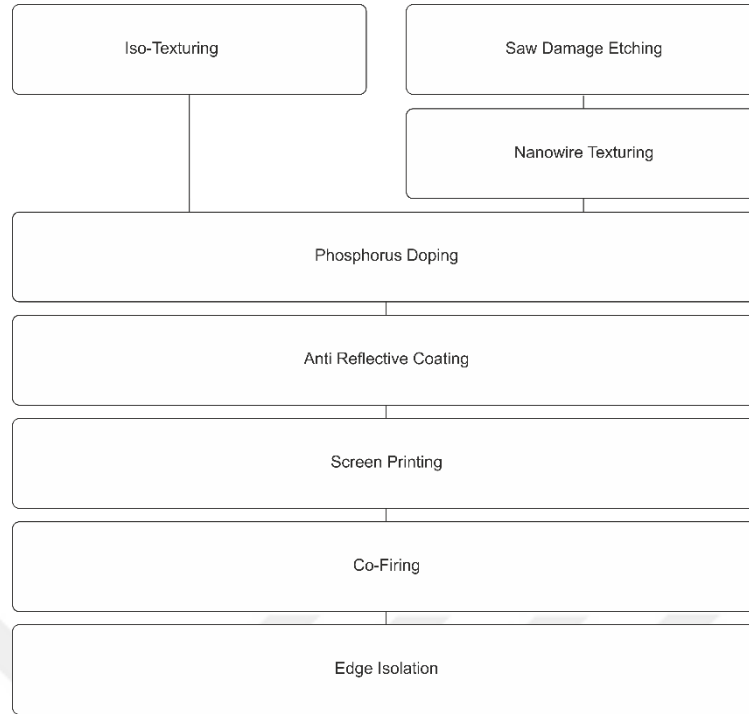 Iso-Texturing
Saw Damage Etching
Nanowire Texturing
Phosphorus Doping
Anti Reflective Coating
Screen Printing
Co-Firing
Edge Isolation